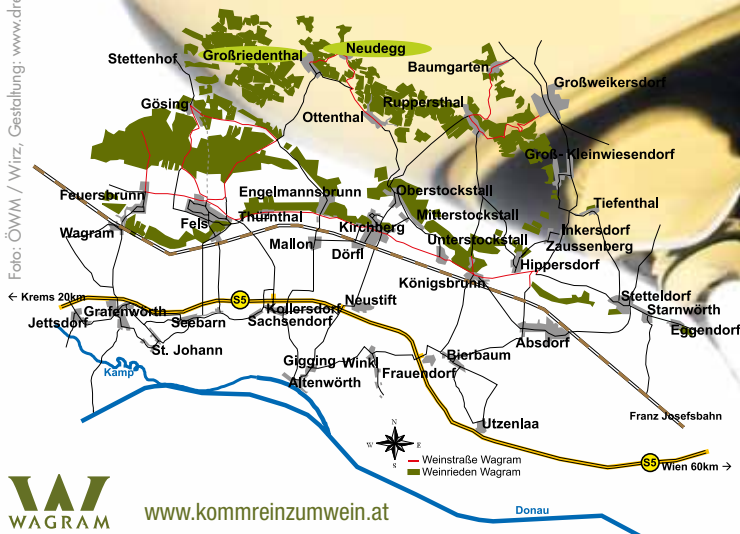 Foto: ÖWM / Wirz, Gestaltung: www.dre
Stettenhof
Großriedenthal
Neudegg
Baumgarten
Großweikersdorf
Gösing
Ruppersthal
Ottenthal
Groß- Kleinwiesendorf
Feuersbrunn
Engelmannsbrunn
Oberstockstall
Tiefenthal
Thürnthal
Mitterstockstall
Fels
Kirchberg
Wagram
Inkersdorf
Mallon
Unterstockstall
Zaussenberg
Dörfl
Hippersdorf
Königsbrunn
← Krems 20km
S5
Stetteldorf
Neustift
Grafenwörth
Kollersdorf
Starnwörth
Jettsdorf
Seebarn
Sachsendorf
Eggendorf
Absdorf
St. Johann
Bierbaum
Gigging
Winkl
Kamp
Frauendorf
Altenwörth
Franz Josefsbahn
Utzenlaa
N
W
E
S
Weinstraße Wagram
Weinrieden Wagram
S5
Wien 60km →
WAGRAM
www.kommreinzumwein.at
Donau